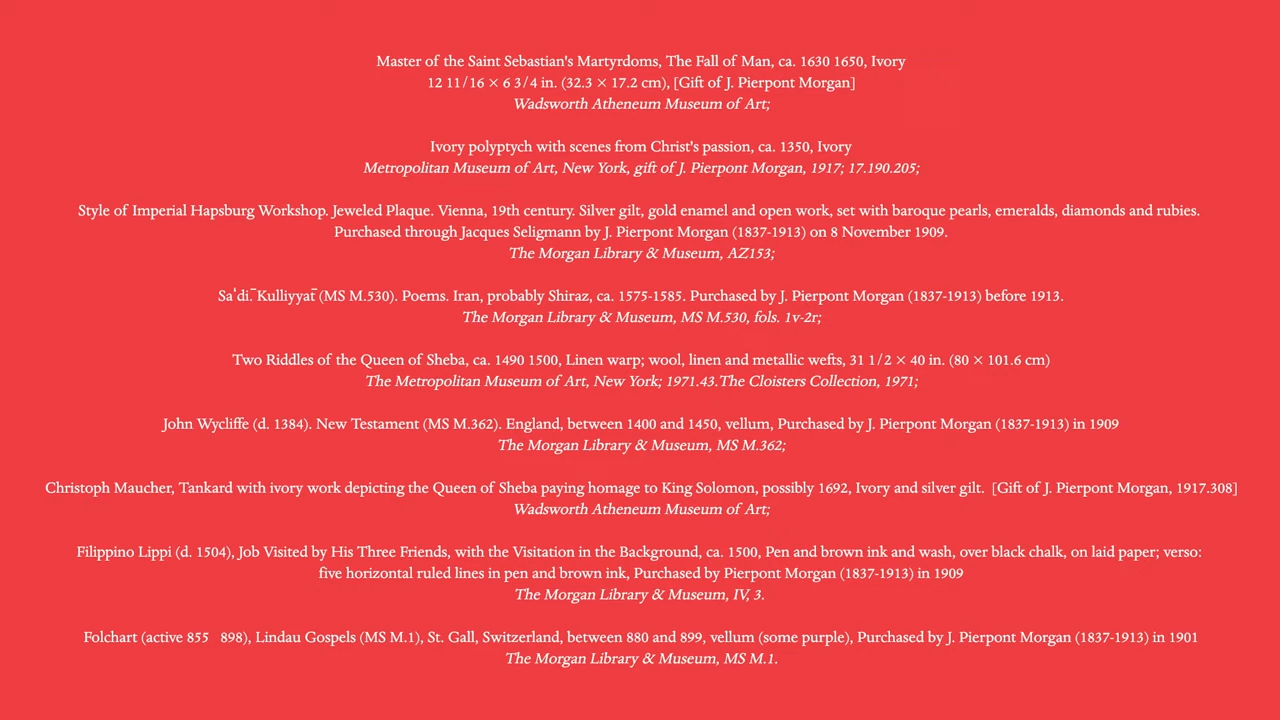 Master of the Saint Sebastian's Martyrdoms, The Fall of Man, ca. 1630 1650, Ivory
12 11/16 × 6 3/4 in. (32.3 × 17.2 cm), [Gift of J. Pierpont Morgan]
Wadsworth Atheneum Museum of Art;
Ivory polyptych with scenes from Christ's passion, ca. 1350, Ivory
Metropolitan Museum of Art, New York, gift of J. Pierpont Morgan, 1917; 17.190.205;
Style of Imperial Hapsburg Workshop. Jeweled Plaque. Vienna, 19th century. Silver gilt, gold enamel and open work, set with baroque pearls, emeralds, diamonds and rubies.
Purchased through Jacques Seligmann by J. Pierpont Morgan (1837-1913) on 8 November 1909.
The Morgan Library & Museum, AZ153;
Saʿdi.̄ Kulliyyat̄ (MS M.530). Poems. Iran, probably Shiraz, ca. 1575-1585. Purchased by J. Pierpont Morgan (1837-1913) before 1913.
The Morgan Library & Museum, MS M.530, fols. 1v-2r;
Two Riddles of the Queen of Sheba, ca. 1490 1500, Linen warp; wool, linen and metallic wefts, 31 1/2 × 40 in. (80 × 101.6 cm)
The Metropolitan Museum of Art, New York; 1971.43.The Cloisters Collection, 1971;
John Wycliffe (d. 1384). New Testament (MS M.362). England, between 1400 and 1450, vellum, Purchased by J. Pierpont Morgan (1837-1913) in 1909
The Morgan Library & Museum, MS M.362;
Christoph Maucher, Tankard with ivory work depicting the Queen of Sheba paying homage to King Solomon, possibly 1692, Ivory and silver gilt. [Gift of J. Pierpont Morgan, 1917.308]
Wadsworth Atheneum Museum of Art;
Filippino Lippi (d. 1504), Job Visited by His Three Friends, with the Visitation in the Background, ca. 1500, Pen and brown ink and wash, over black chalk, on laid paper; verso:
five horizontal ruled lines in pen and brown ink, Purchased by Pierpont Morgan (1837-1913) in 1909
The Morgan Library & Museum, IV, 3.
Folchart (active 855 898), Lindau Gospels (MS M.1), St. Gall, Switzerland, between 880 and 899, vellum (some purple), Purchased by J. Pierpont Morgan (1837-1913) in 1901
The Morgan Library & Museum, MS M.1.